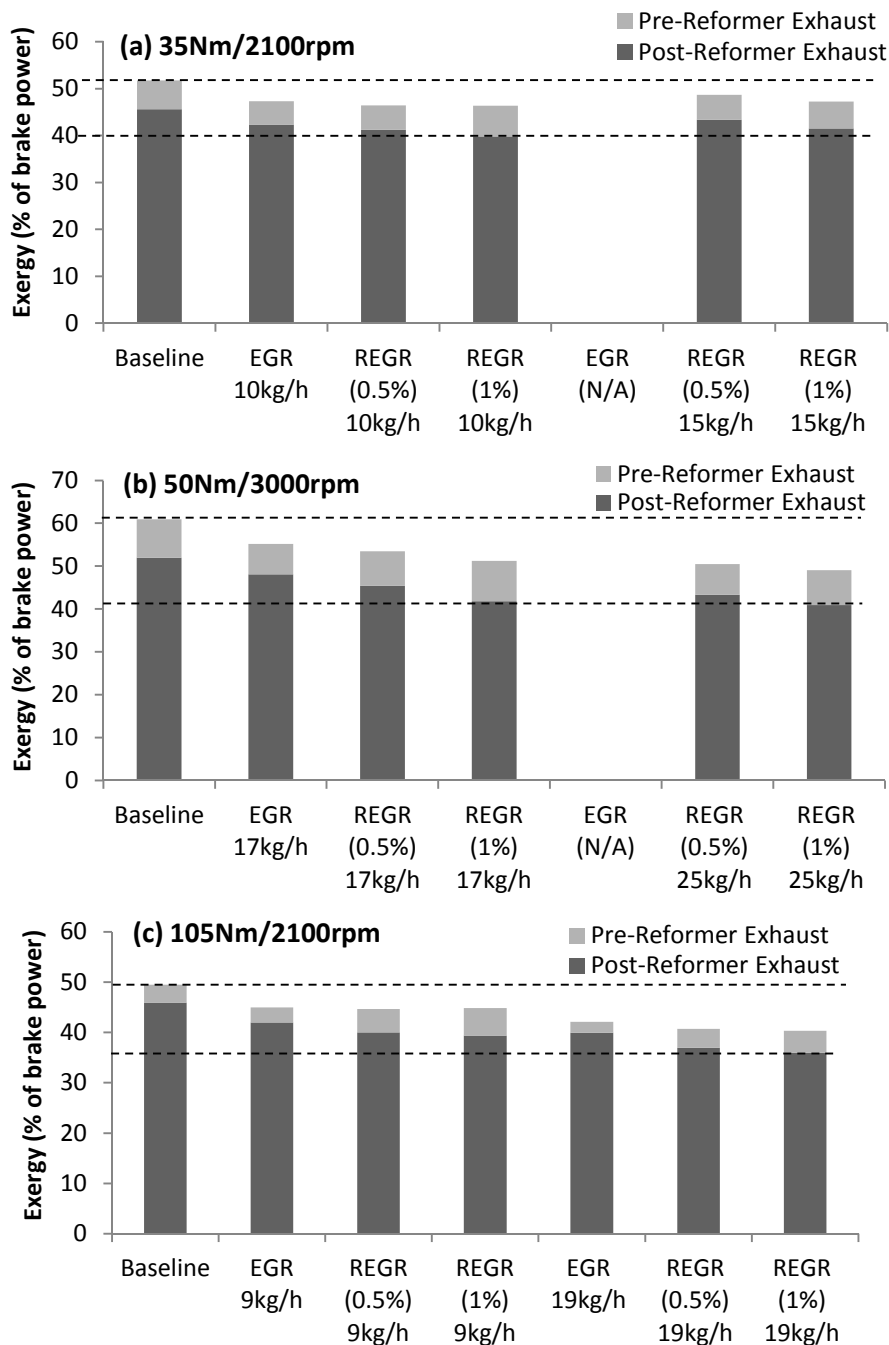 (a) 35Nm/2100rpm
Pre-Reformer Exhaust
Post-Reformer Exhaust
Exergy (% of brake power)
60
50
40
30
20
10
0
Baseline EGR REGR REGR EGR REGR REGR
10kg/h (0.5%) (1%) (N/A) (0.5%) (1%)
10kg/h 10kg/h 15kg/h 15kg/h
(b) 50Nm/3000rpm
Pre-Reformer Exhaust
Post-Reformer Exhaust
Exergy (% of brake power)
70
60
50
40
30
20
10
0
Baseline EGR REGR REGR EGR REGR REGR
17kg/h (0.5%) (1%) (N/A) (0.5%) (1%)
17kg/h 17kg/h 25kg/h 25kg/h
(c) 105Nm/2100rpm
Pre-Reformer Exhaust
Post-Reformer Exhaust
Exergy (% of brake power)
60
50
40
30
20
10
0
Baseline EGR REGR REGR EGR REGR REGR
9kg/h (0.5%) (1%) 19kg/h (0.5%) (1%)
9kg/h 9kg/h 19kg/h 19kg/h